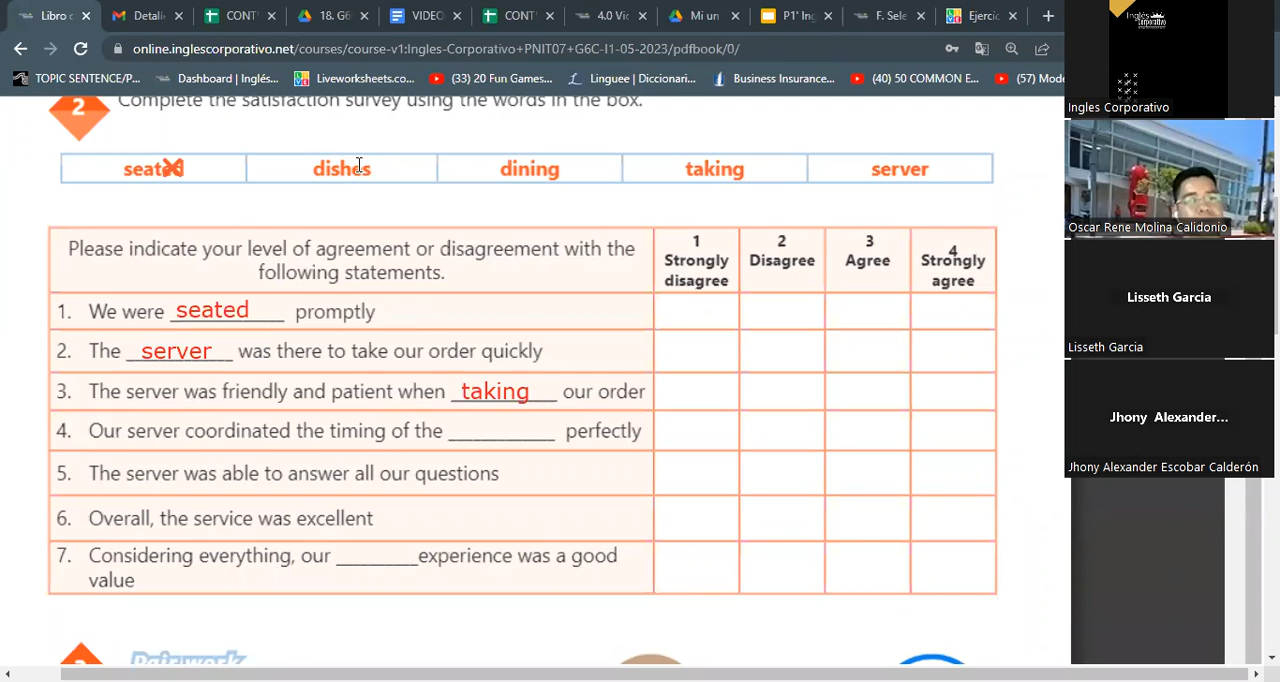 Libro c
Detall
CONT
18. G6
VIDEO
CONT
4.0 Vic
Mi un
P1' Ing
F. Sele
Ejercic
online.inglescorporativo.net/courses/course-v1:Ingles-Corporativo+PNIT07+G6C-I1-05-2023/pdfbook/0/
TOPIC SENTENCE/P...
Dashboard | Inglés...
Liveworksheets.co...
(33) 20 Fun Games...
Linguee | Diccionari...
Business Insurance...
(40) 50 COMMON E...
(57) Mode
2
Complete the satisfaction survey using the words in the box.
seated dishes dining taking server
Please indicate your level of agreement or disagreement with the
following statements.
1
Strongly
disagree
2
Disagree
3
Agree
4
Strongly
agree
1. We were seated promptly
2. The server was there to take our order quickly
3. The server was friendly and patient when taking our order
4. Our server coordinated the timing of the ____________ perfectly
5. The server was able to answer all our questions
6. Overall, the service was excellent
7. Considering everything, our _________experience was a good
value
3
Pair work
Inglés
Ingles Corporativo
Oscar Rene Molina Calidonio
Lisseth Garcia
Lisseth Garcia
Jhony Alexander...
Jhony Alexander Escobar Calderón